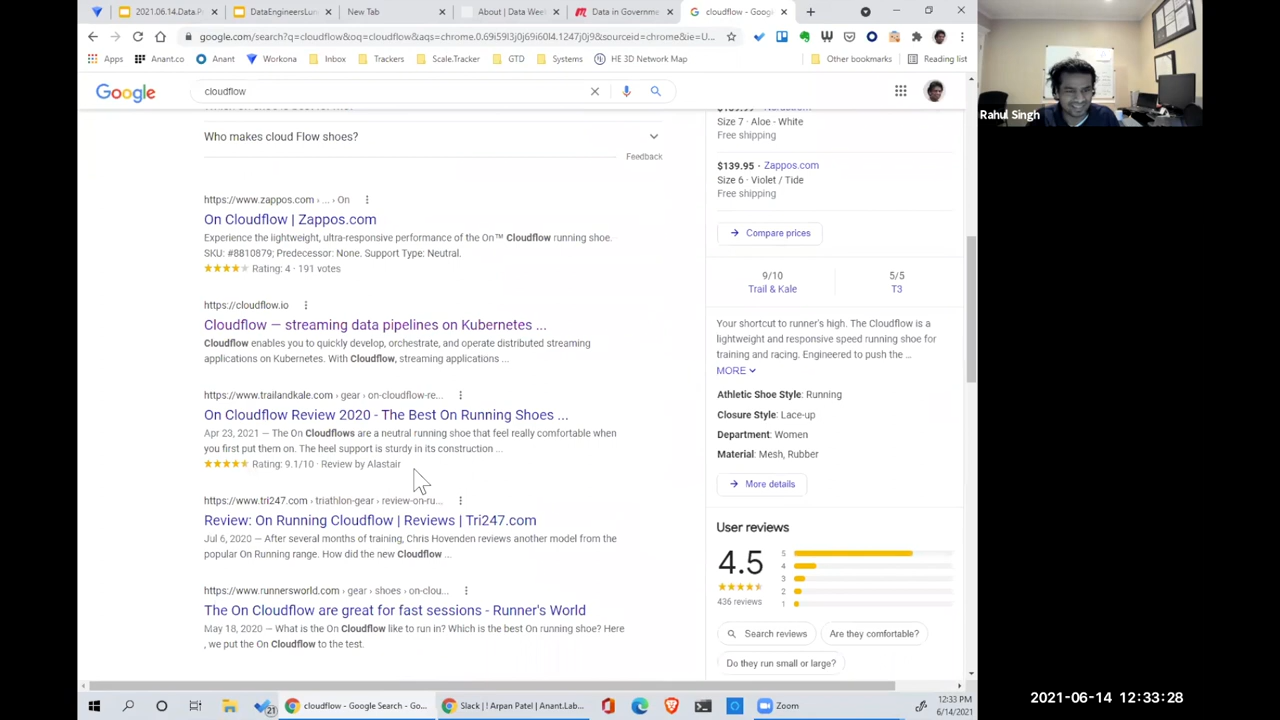 2021.06.14.Data.P
DataEngineersLun
New Tab
About | Data Week
Data in Governme
cloudflow - Goog
google.com/search?q=cloudflow&oq=cloudflow&aqs=chrome.0.69i59l3j0j69i60l4.1247j0j9&sourceid=chrome&ie=U...
Apps
Anant.co
Anant
Workona
Inbox
Trackers
Scale.Tracker
GTD
Systems
HE 3D Network Map
Other bookmarks
Reading list
Google
cloudflow
Who makes cloud Flow shoes?
Feedback
https://www.zappos.com › ... › On
On Cloudflow | Zappos.com
Experience the lightweight, ultra-responsive performance of the On™ Cloudflow running shoe.
SKU: #8810879; Predecessor: None. Support Type: Neutral.
Rating: 4 · 191 votes
https://cloudflow.io
Cloudflow — streaming data pipelines on Kubernetes ...
Cloudflow enables you to quickly develop, orchestrate, and operate distributed streaming
applications on Kubernetes. With Cloudflow, streaming applications ...
https://www.trailandkale.com › gear › on-cloudflow-re...
On Cloudflow Review 2020 - The Best On Running Shoes ...
Apr 23, 2021 — The On Cloudflows are a neutral running shoe that feel really comfortable when
you first put them on. The heel support is sturdy in its construction ...
Rating: 9.1/10 · Review by Alastair
https://www.tri247.com › triathlon-gear › review-on-ru...
Review: On Running Cloudflow | Reviews | Tri247.com
Jul 6, 2020 — After several months of training, Chris Hovenden reviews another model from the
popular On Running range. How did the new Cloudflow ...
https://www.runnersworld.com › gear › shoes › on-clou...
The On Cloudflow are great for fast sessions - Runner's World
May 18, 2020 — What is the On Cloudflow like to run in? Which is the best On running shoe? Here
, we put the On Cloudflow to the test.
Size 7 · Aloe - White
Free shipping
$139.95 · Zappos.com
Size 6 · Violet / Tide
Free shipping
Compare prices
9/10
Trail & Kale
5/5
T3
Your shortcut to runner's high. The Cloudflow is a
lightweight and responsive speed running shoe for
training and racing. Engineered to push the ...
MORE
Athletic Shoe Style: Running
Closure Style: Lace-up
Department: Women
Material: Mesh, Rubber
More details
User reviews
4.5
436 reviews
5
4
3
2
1
Search reviews
Are they comfortable?
Do they run small or large?
Rahul Singh
21
cloudflow - Google Search - Go...
Slack | ! Arpan Patel | Anant.Lab...
Zoom
12:33 PM
6/14/2021
2021-06-14 12:33:28